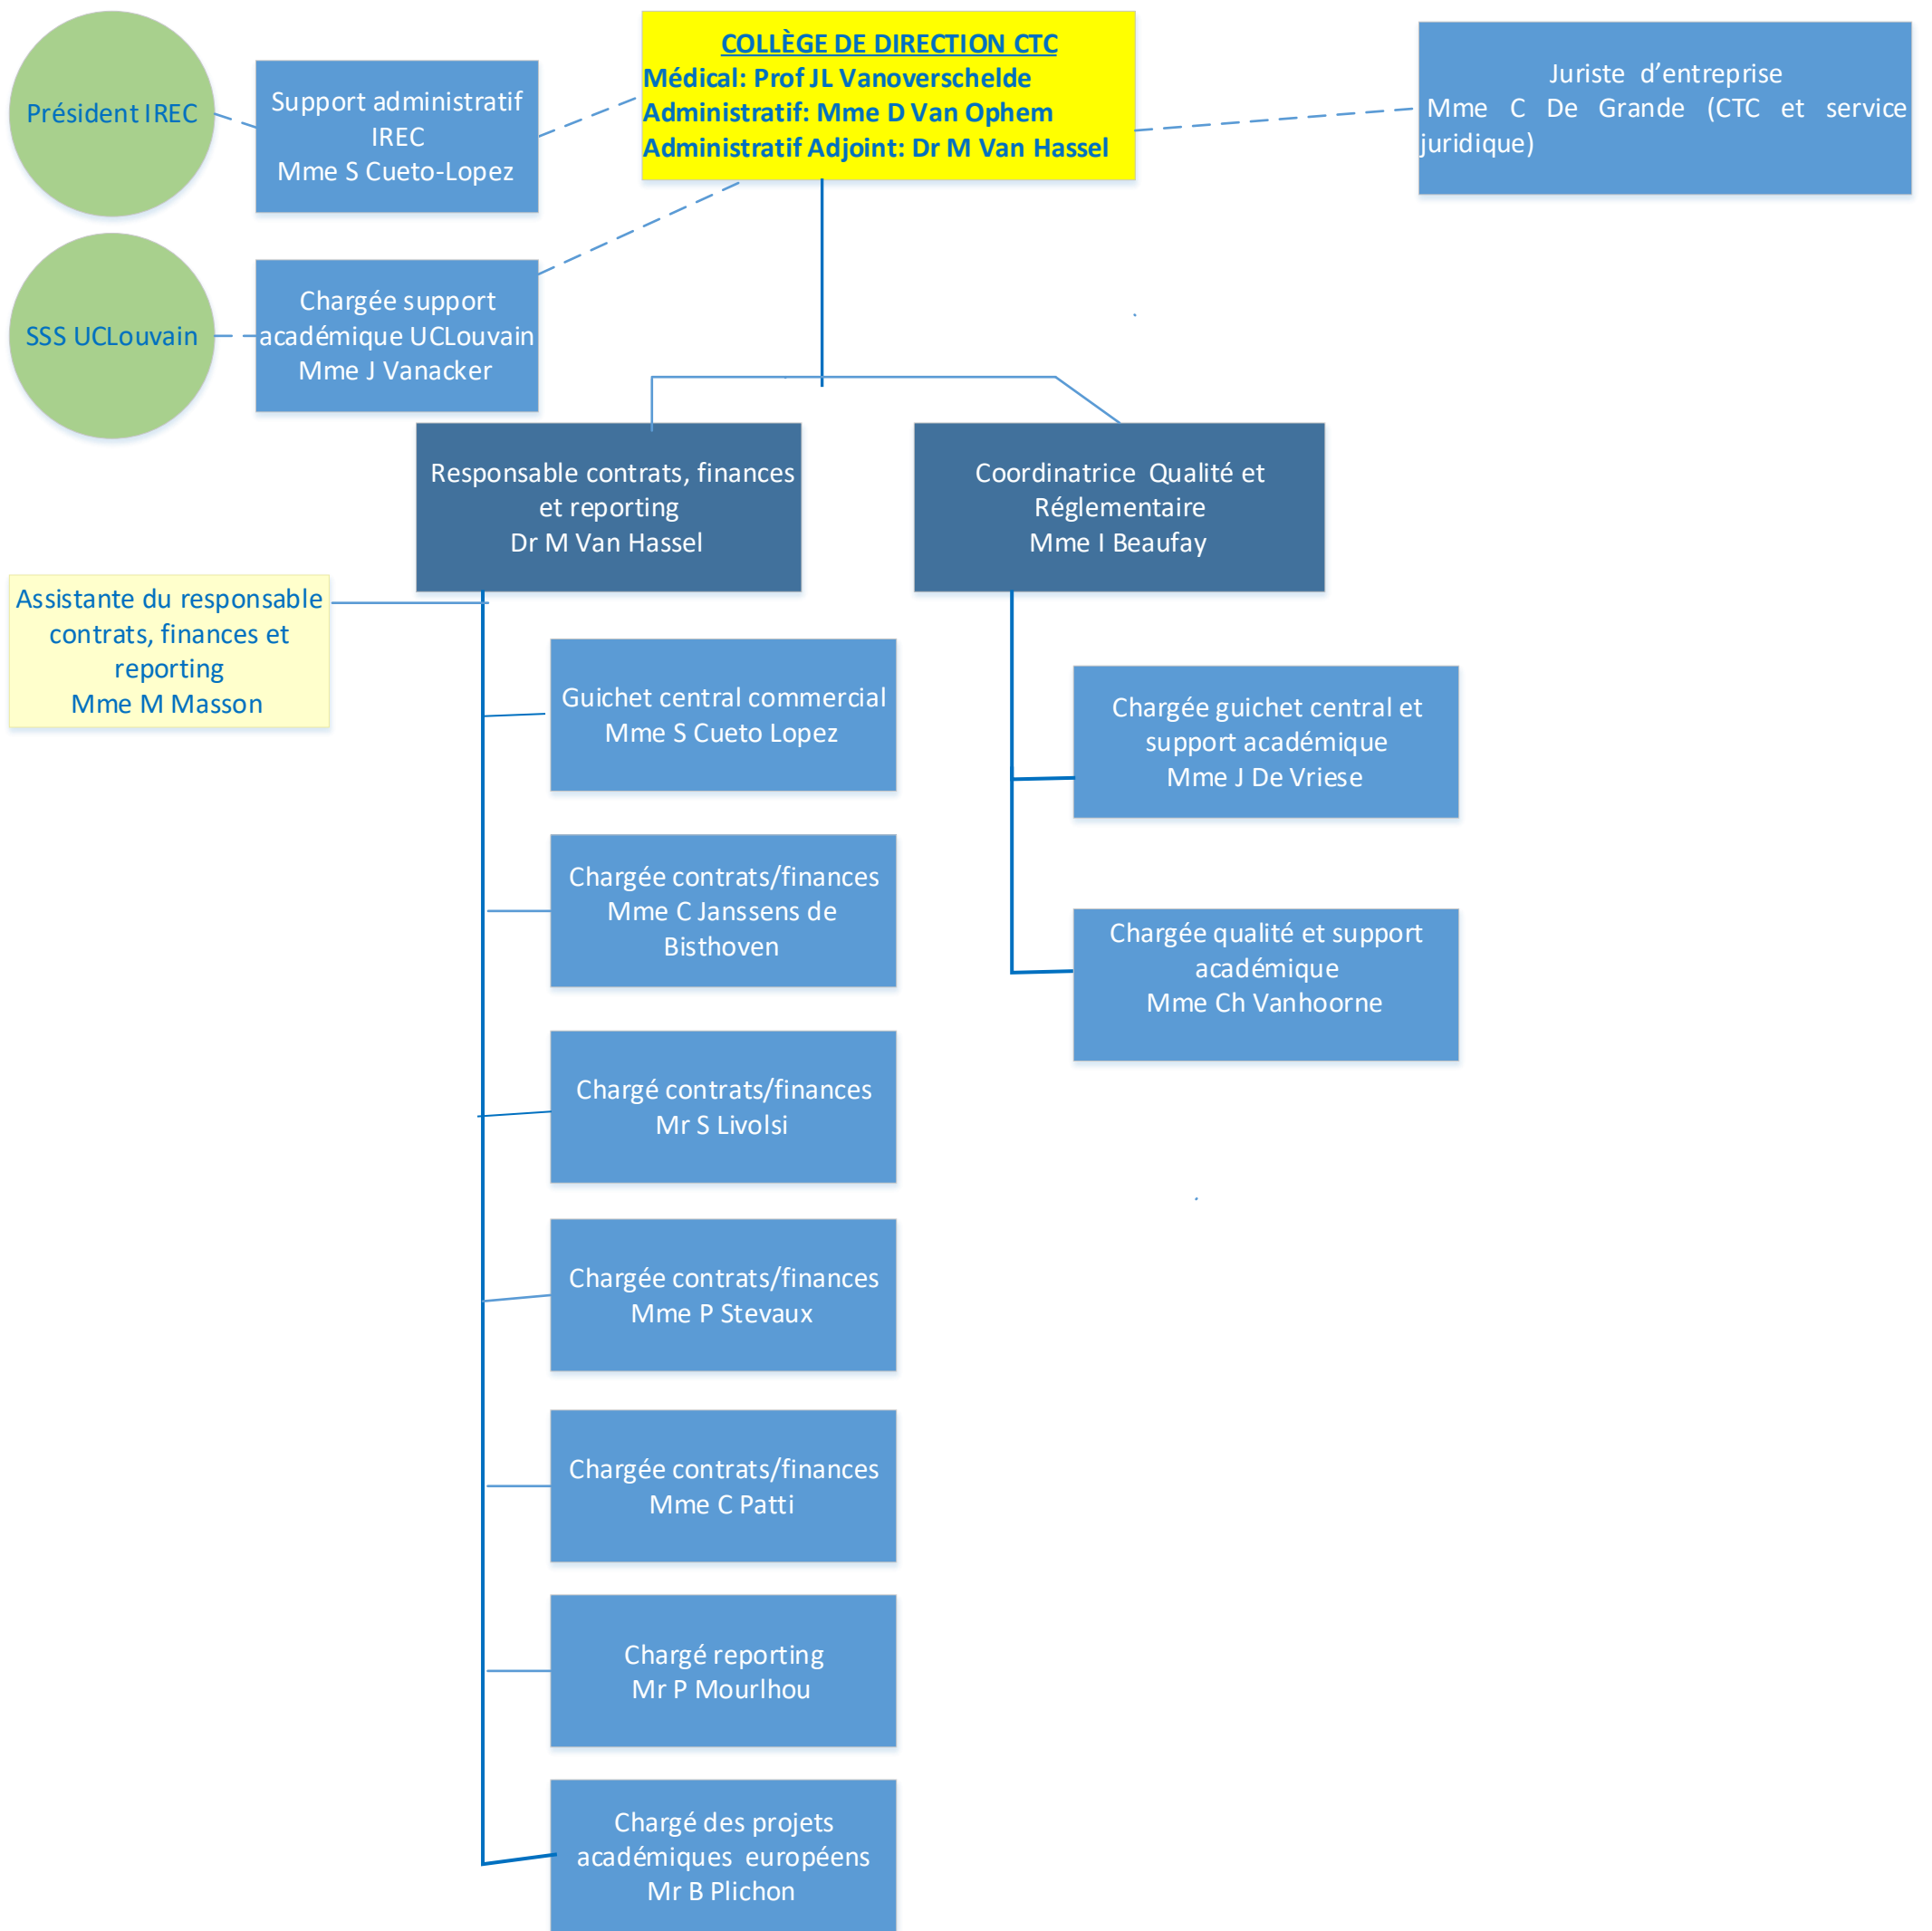 Président IREC
Support administratif
IREC
Mme S Cueto-Lopez
COLLÈGE DE DIRECTION CTC
Médical: Prof JL Vanoverschelde
Administratif: Mme D Van Ophem
Administratif Adjoint: Dr M Van Hassel
Juriste d’entreprise
Mme C De Grande (CTC et service
juridique)
SSS UCLouvain
Chargée support
académique UCLouvain
Mme J Vanacker
Responsable contrats, finances
et reporting
Dr M Van Hassel
Coordinatrice Qualité et
Réglementaire
Mme I Beaufay
Assistante du responsable
contrats, finances et
reporting
Mme M Masson
Guichet central commercial
Mme S Cueto Lopez
Chargée guichet central et
support académique
Mme J De Vriese
Chargée contrats/finances
Mme C Janssens de
Bisthoven
Chargée qualité et support
académique
Mme Ch Vanhoorne
Chargé contrats/finances
Mr S Livolsi
Chargée contrats/finances
Mme P Stevaux
Chargée contrats/finances
Mme C Patti
Chargé reporting
Mr P Mourlhou
Chargé des projets
académiques européens
Mr B Plichon